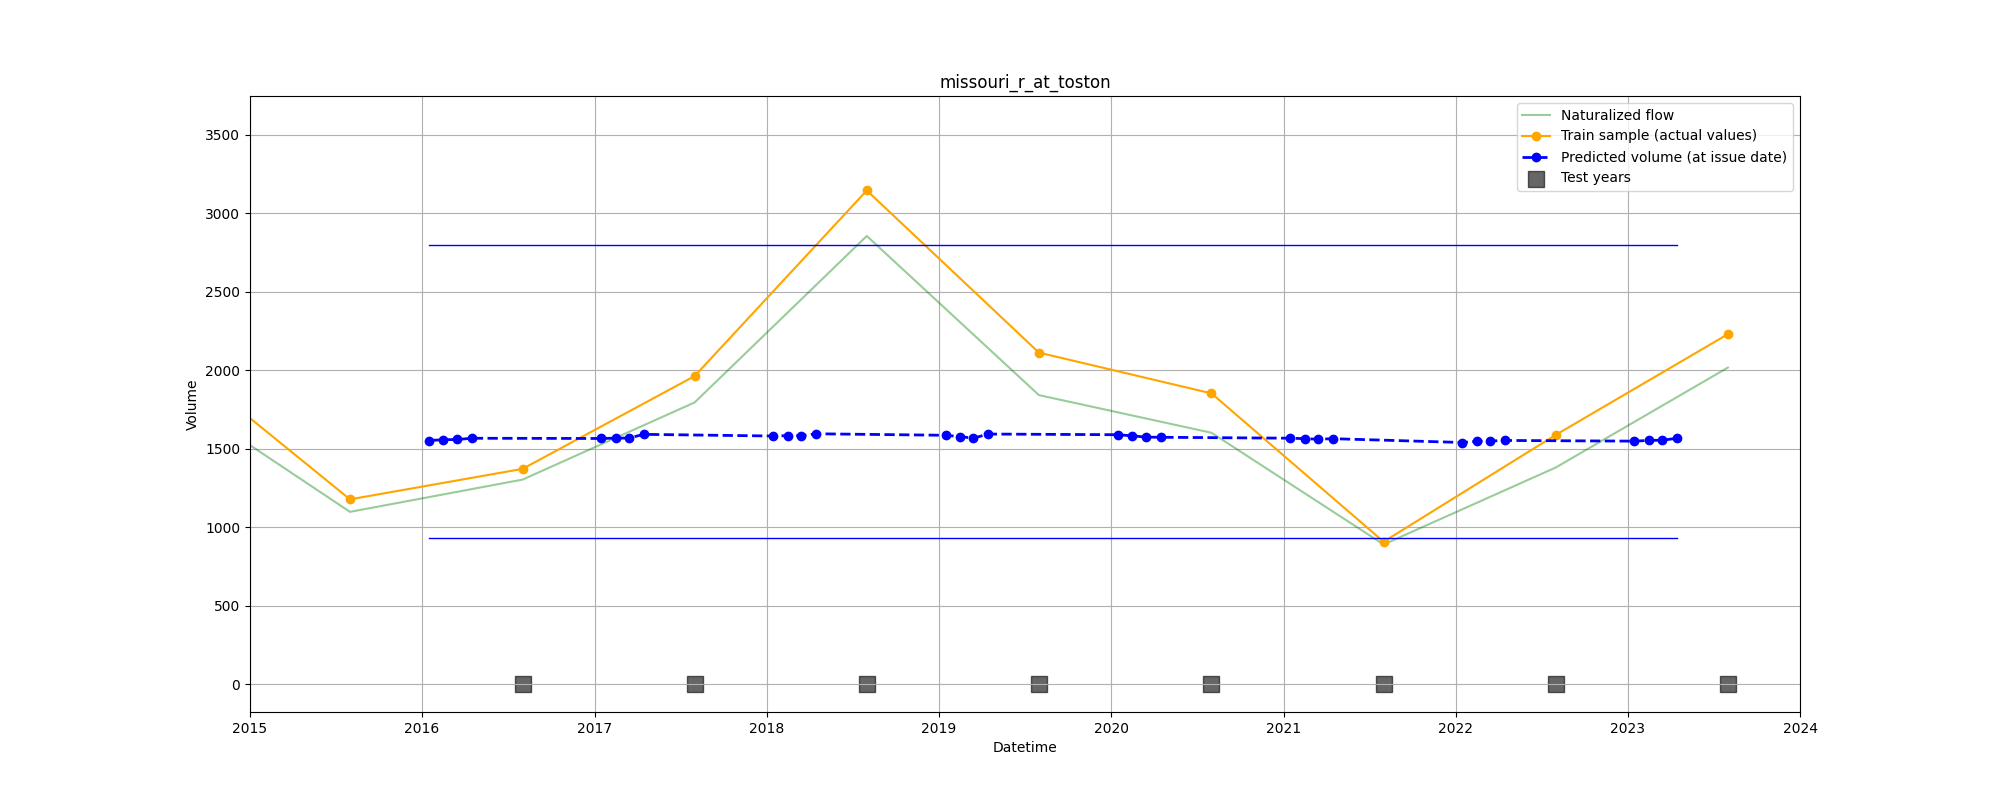 missouri_r_at_toston
Naturalized flow
Train sample (actual values)
Predicted volume (at issue date)
Test years
3500
3000
2500
2000
1500
1000
500
0
Volume
2015 2016 2017 2018 2019 2020 2021 2022 2023 2024
Datetime